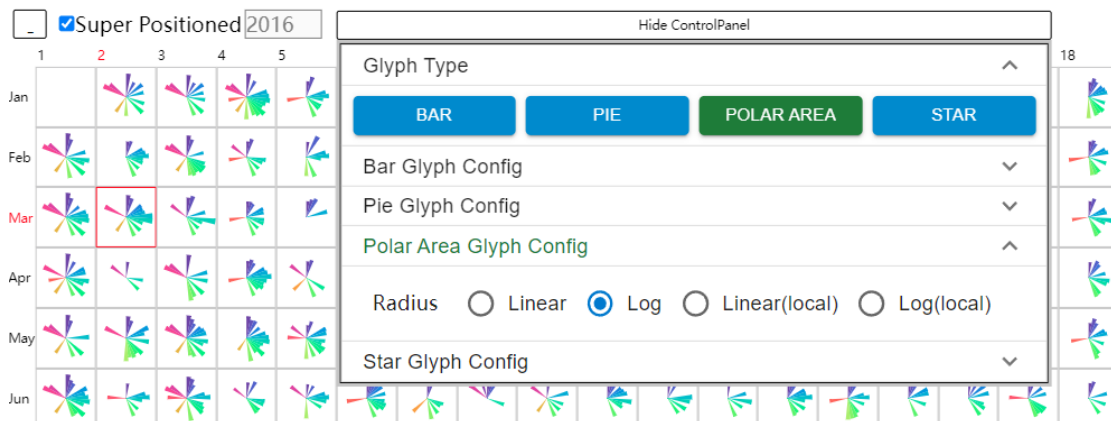 _ Super Positioned 2016 Hide ControlPanel
1 2 3 4 5 18
Glyph Type
Jan
BAR PIE POLAR AREA STAR
Feb
Bar Glyph Config
Pie Glyph Config
Mar
Polar Area Glyph Config
Apr
Radius Linear Log Linear(local) Log(local)
May
Star Glyph Config
Jun